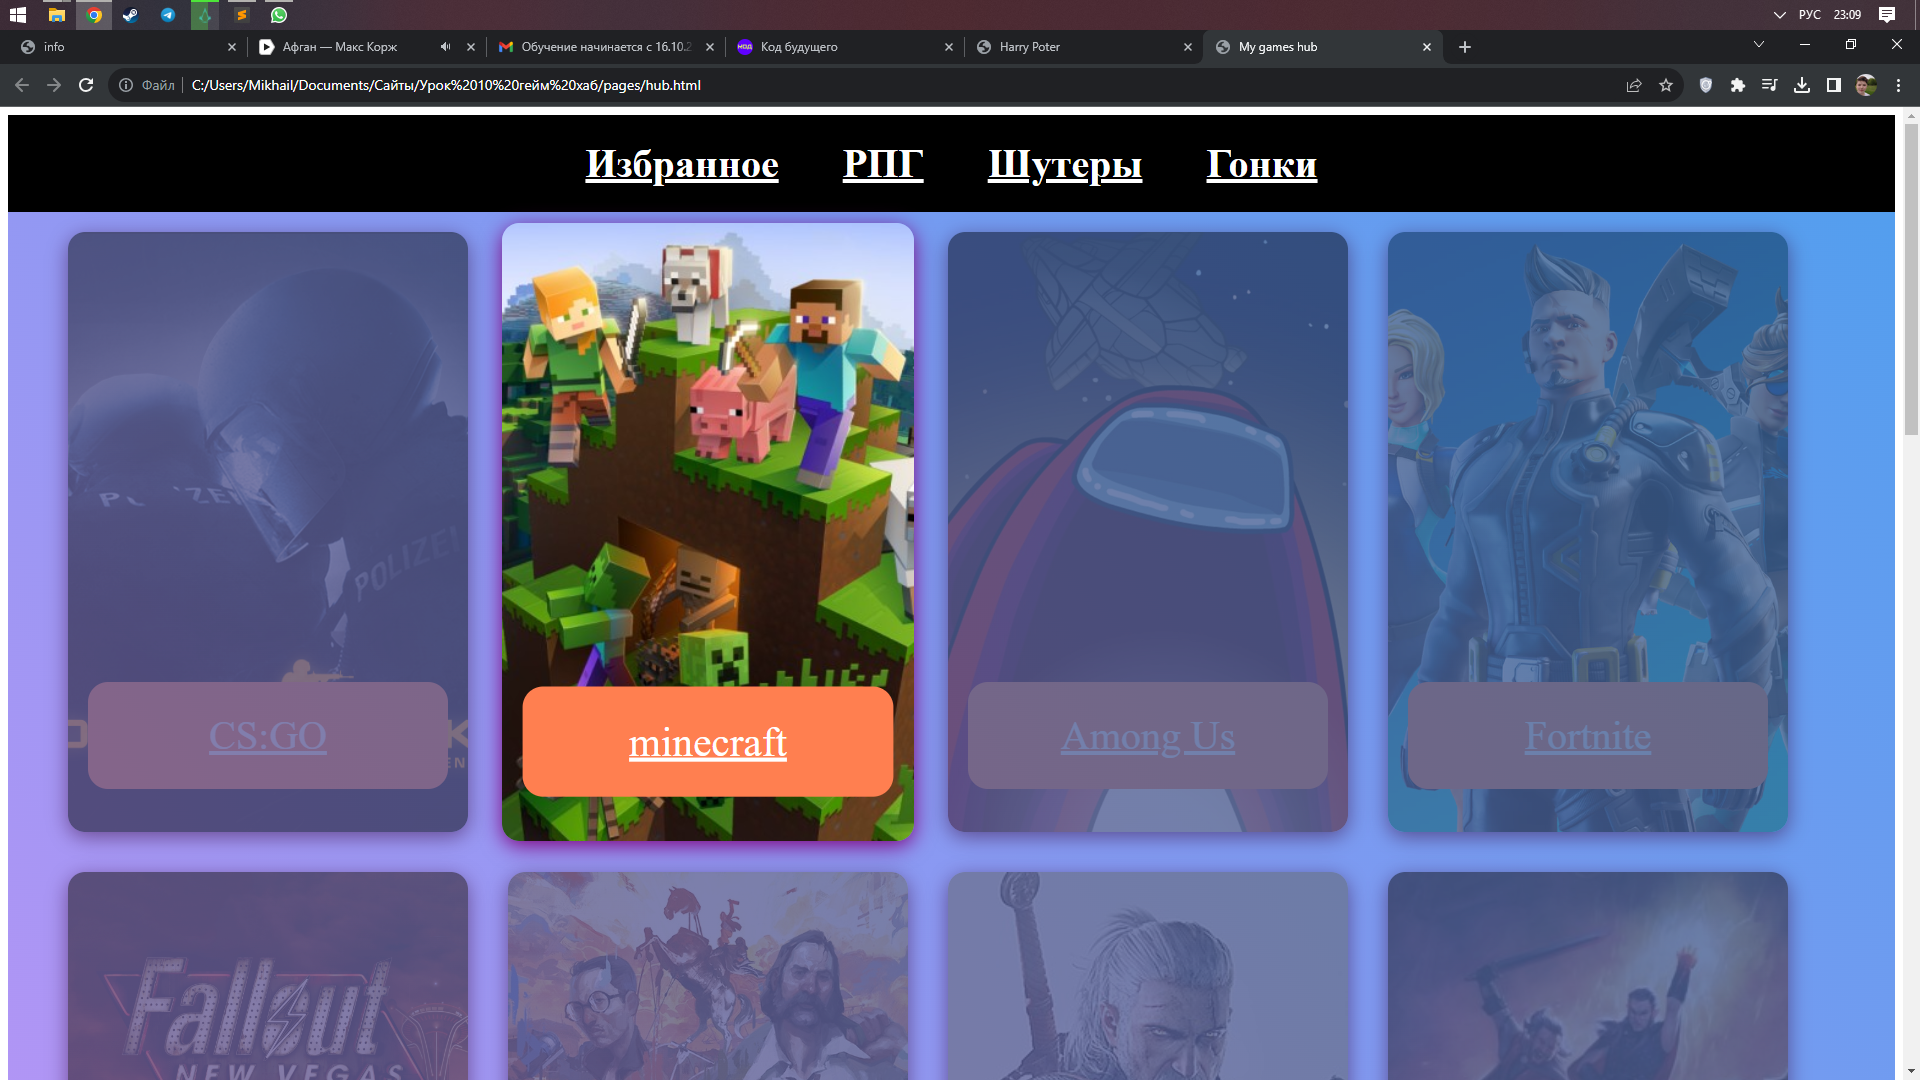 РУС 23:09
info
Афган — Макс Корж
Обучение начинается с 16.10.2
Код будущего
Harry Poter
My games hub
Файл C:/Users/Mikhail/Documents/Сайты/Урок%2010%20гейм%20хаб/pages/hub.html
Избранное РПГ Шутеры Гонки
POLIZEI
CS:GO
minecraft
Among Us
Fortnite
Fallout
NEW VEGAS